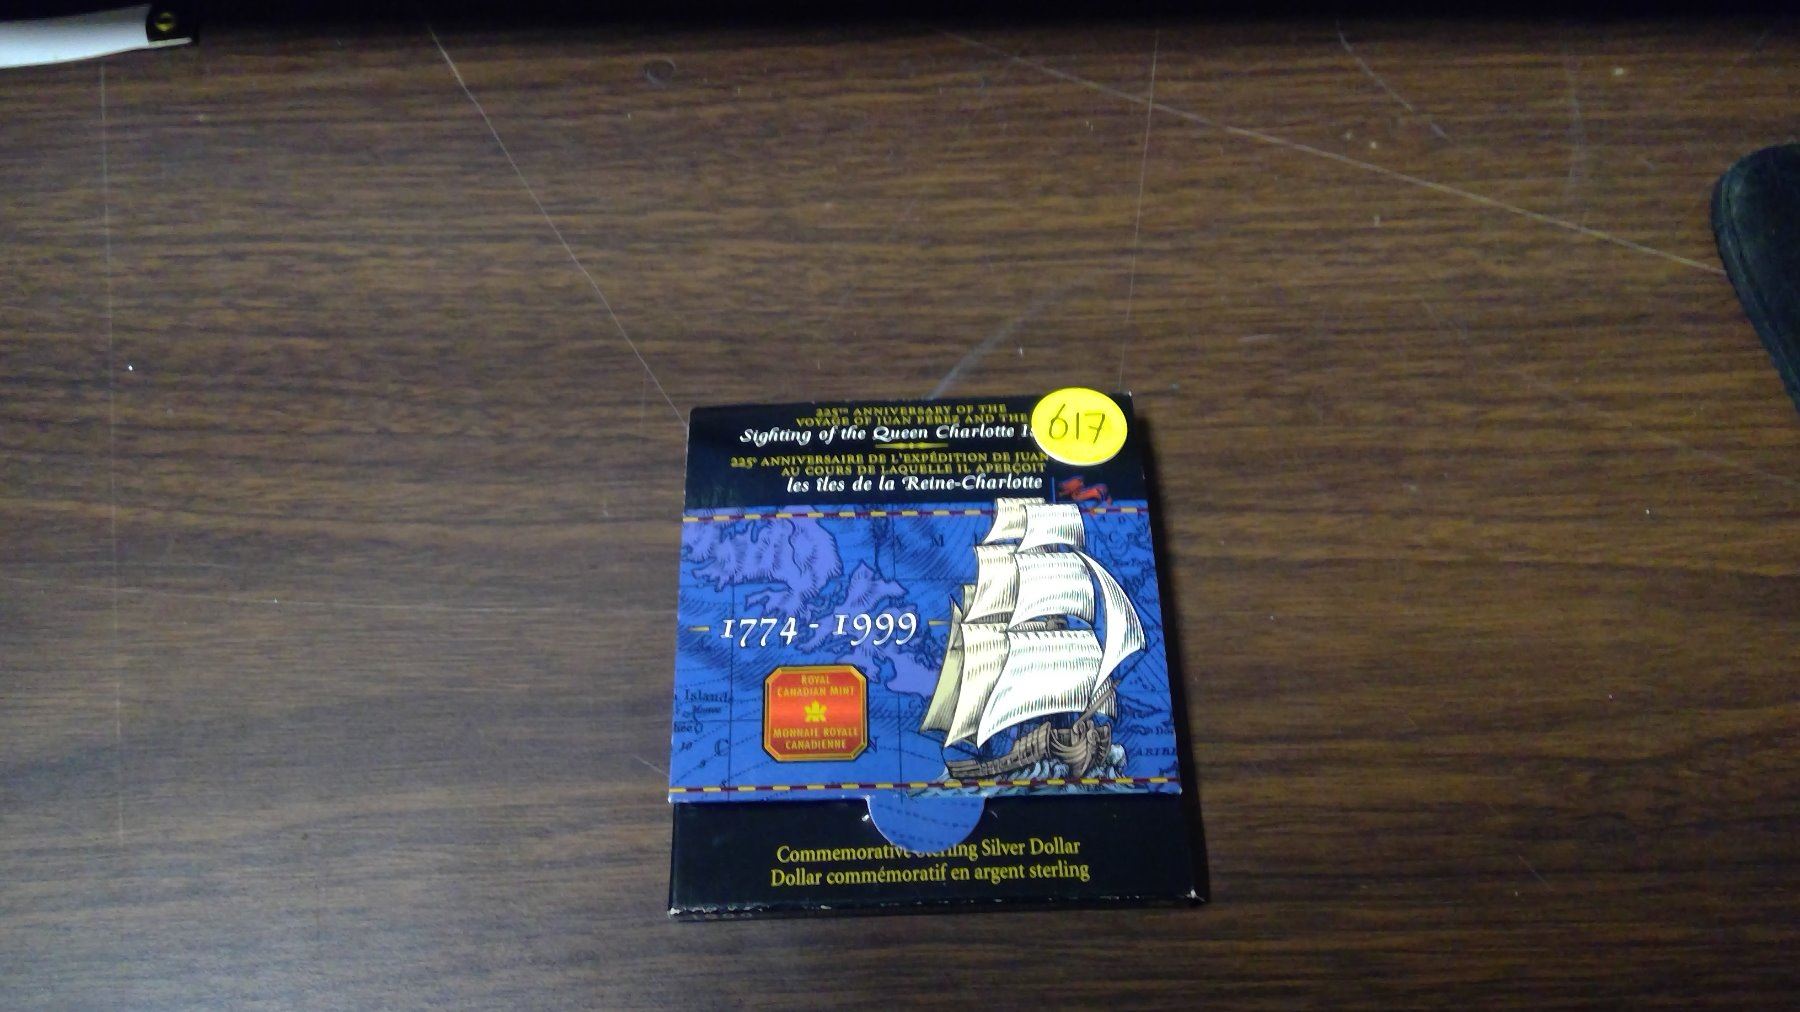 225TH ANNIVERSARY OF THE
VOYAGE OF JUAN PÉREZ AND THE
Sighting of the Queen Charlotte Is
617
225e ANNIVERSAIRE DE L'EXPÉDITION DE JUAN
AU COURS DE LAQUELLE IL APERÇOIT
les îles de la Reine-Charlotte
1774 - 1999
ROYAL
CANADIAN MINT
MONNAIE ROYALE
CANADIENNE
Islands
Commemorative Sterling Silver Dollar
Dollar commémoratif en argent sterling